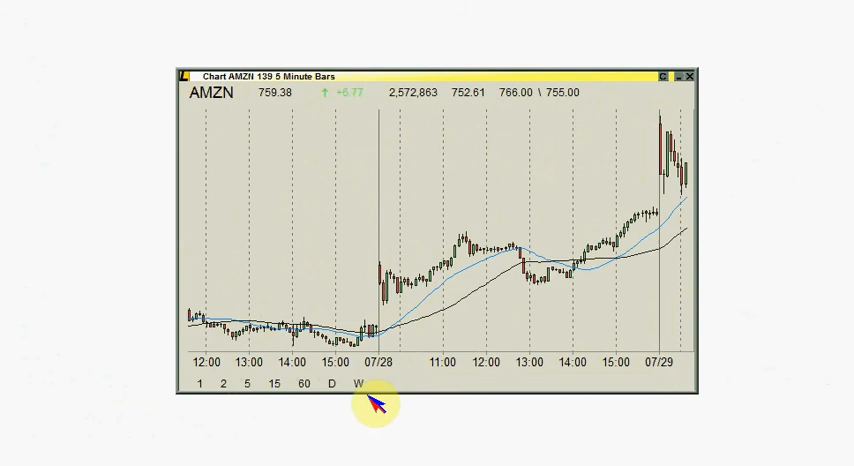 Chart AMZN 139 5 Minute Bars C
AMZN 759.38 +6.77 2,572,863 752.61 766.00 \ 755.00
12:00 13:00 14:00 15:00 07/28 11:00 12:00 13:00 14:00 15:00 07/29
1 2 5 15 60 D W